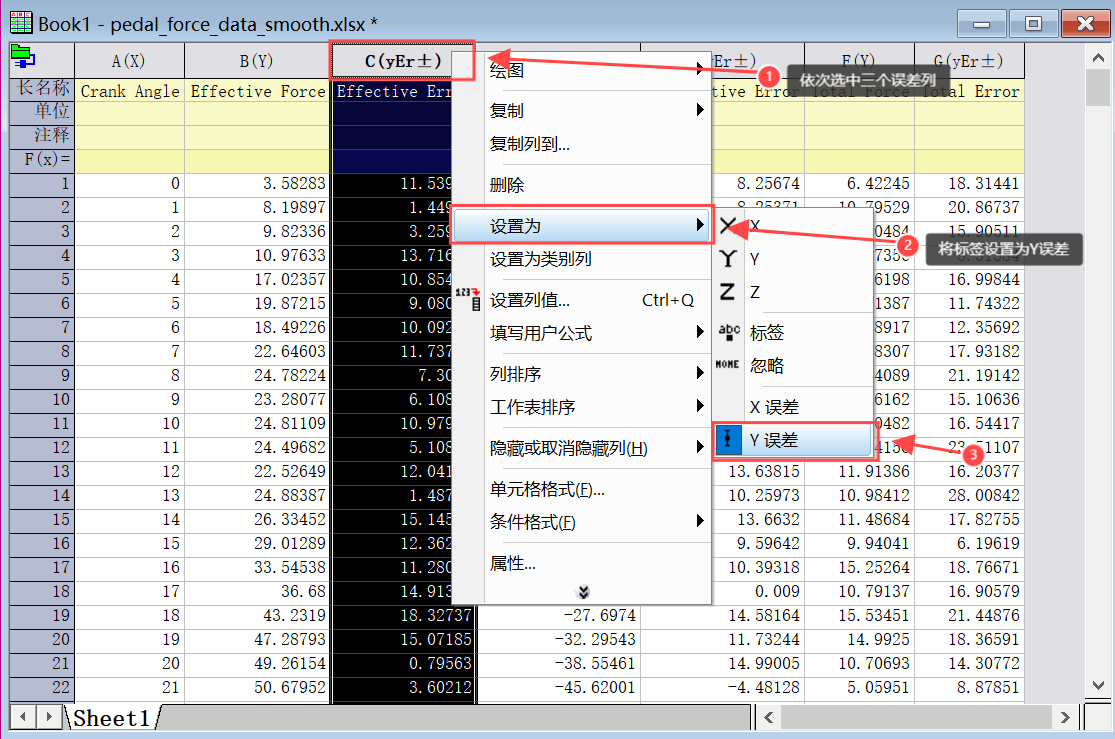 Book1 - pedal_force_data_smooth.xlsx *
A(X) B(Y) C(yEr±) rEr±) F(Y) G(yEr±)
1 依次选中三个误差列
长名称 Crank Angle Effective Force Effective Err tive Error Total Force Total Error
单位
注释
F(x)=
1 0 3.58283 11.539 8.25674 6.42245 18.31441
2 1 8.19897 1.449 8.25371 10.79529 20.86737
3 2 9.82336 3.259 0484 15.90511
4 3 10.97633 13.716 735
5 4 17.02357 10.854 6198 16.99844
6 5 19.87215 9.080 1387 11.74322
7 6 18.49226 10.092 8917 12.35692
8 7 22.64603 11.737 8307 17.93182
9 8 24.78224 7.30 4089 21.19142
10 9 23.28077 6.108 6162 15.10636
11 10 24.81109 10.979 0482 16.54417
12 11 24.49682 5.108
13 12 22.52649 12.041 13.63815 11.91386 16.20377
14 13 24.88387 1.487 10.25973 10.98412 28.00842
15 14 26.33452 15.145 13.6632 11.48684 17.82755
16 15 29.01289 12.362 9.59642 9.94041 6.19619
17 16 33.54538 11.280 10.39318 15.25264 18.76671
18 17 36.68 14.913 0.009 10.79137 16.90579
19 18 43.2319 18.32737 -27.6974 14.58164 15.53451 21.44876
20 19 47.28793 15.07185 -32.29543 11.73244 14.9925 18.36591
21 20 49.26154 0.79563 -38.55461 14.99005 10.70693 14.30772
22 21 50.67952 3.60212 -45.62001 -4.48128 5.05951 8.87851
绘图
复制
复制列到...
删除
设置为
设置为类别列
设置列值... Ctrl+Q
填写用户公式
列排序
工作表排序
隐藏或取消隐藏列(H)
单元格格式(F)...
条件格式(F)
属性...
X
Y
Z
标签
忽略
X 误差
Y 误差
2 将标签设置为Y误差
3
Sheet1